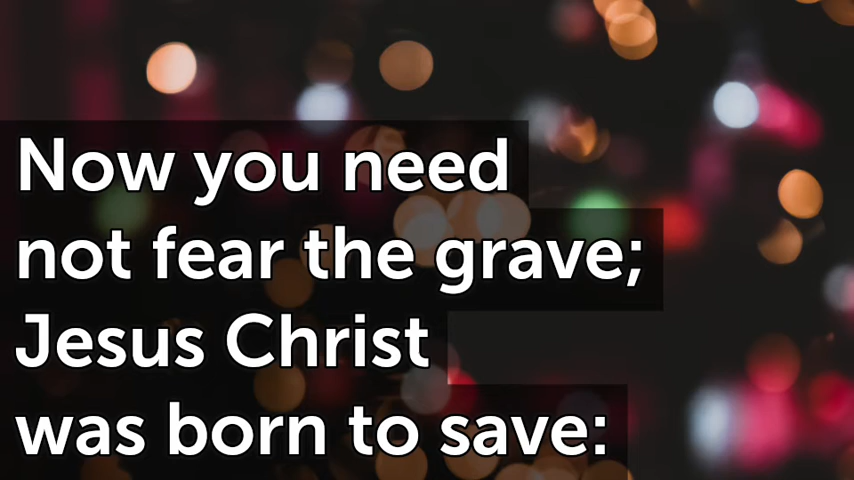 Now you need
not fear the grave;
Jesus Christ
was born to save: